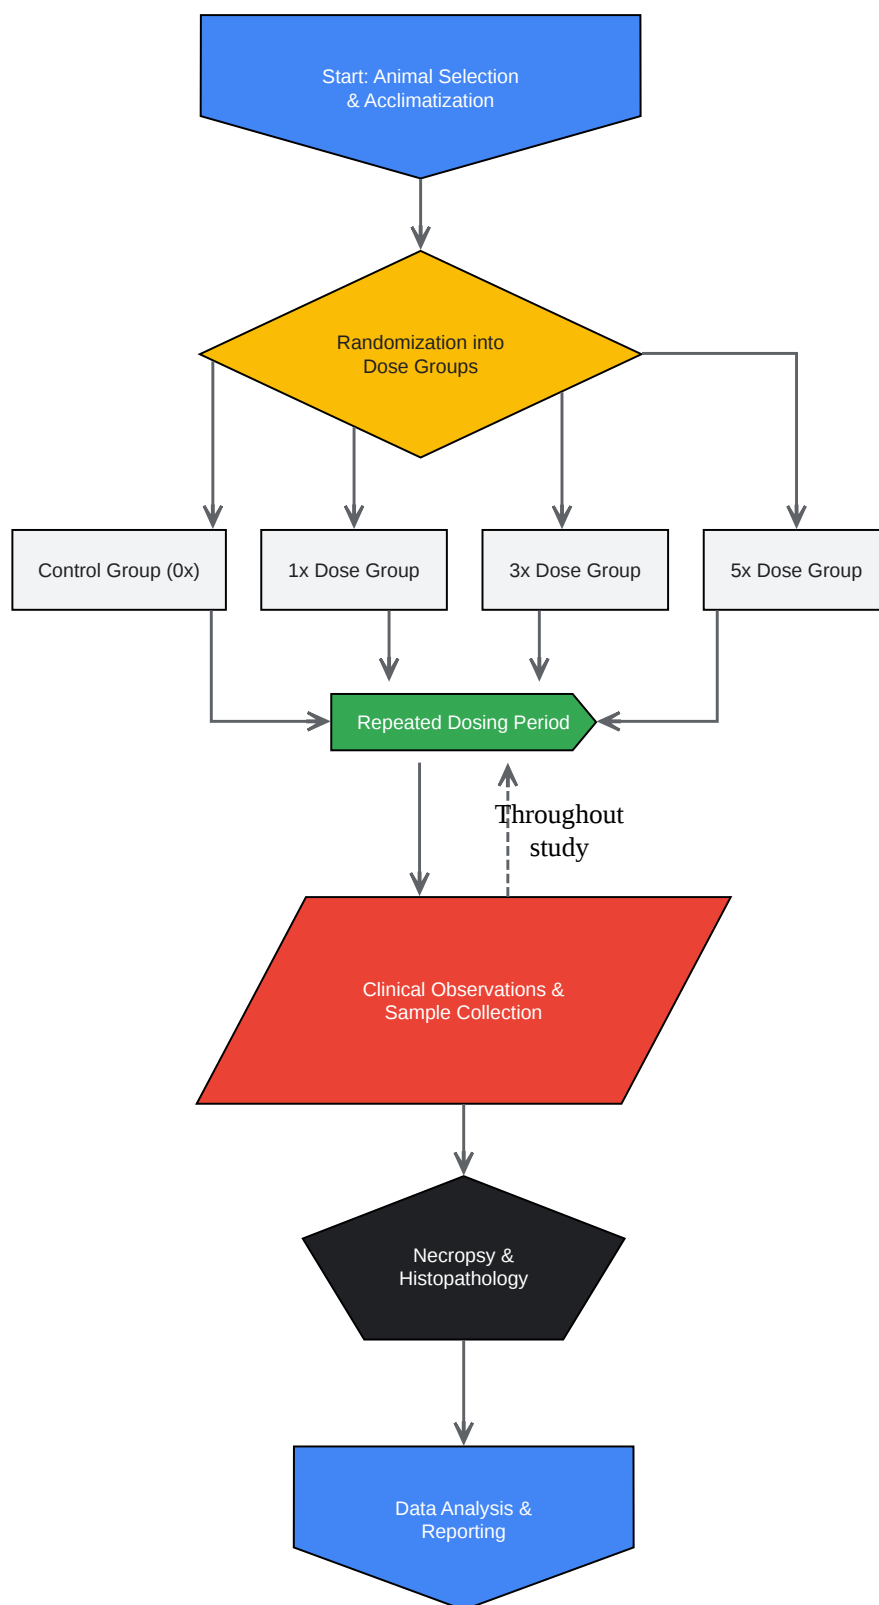 Start: Animal Selection
& Acclimatization
Randomization into
Dose Groups
Control Group (0x)
1x Dose Group
3x Dose Group
5x Dose Group
Repeated Dosing Period
Throughout
study
Clinical Observations &
Sample Collection
Necropsy &
Histopathology
Data Analysis &
Reporting